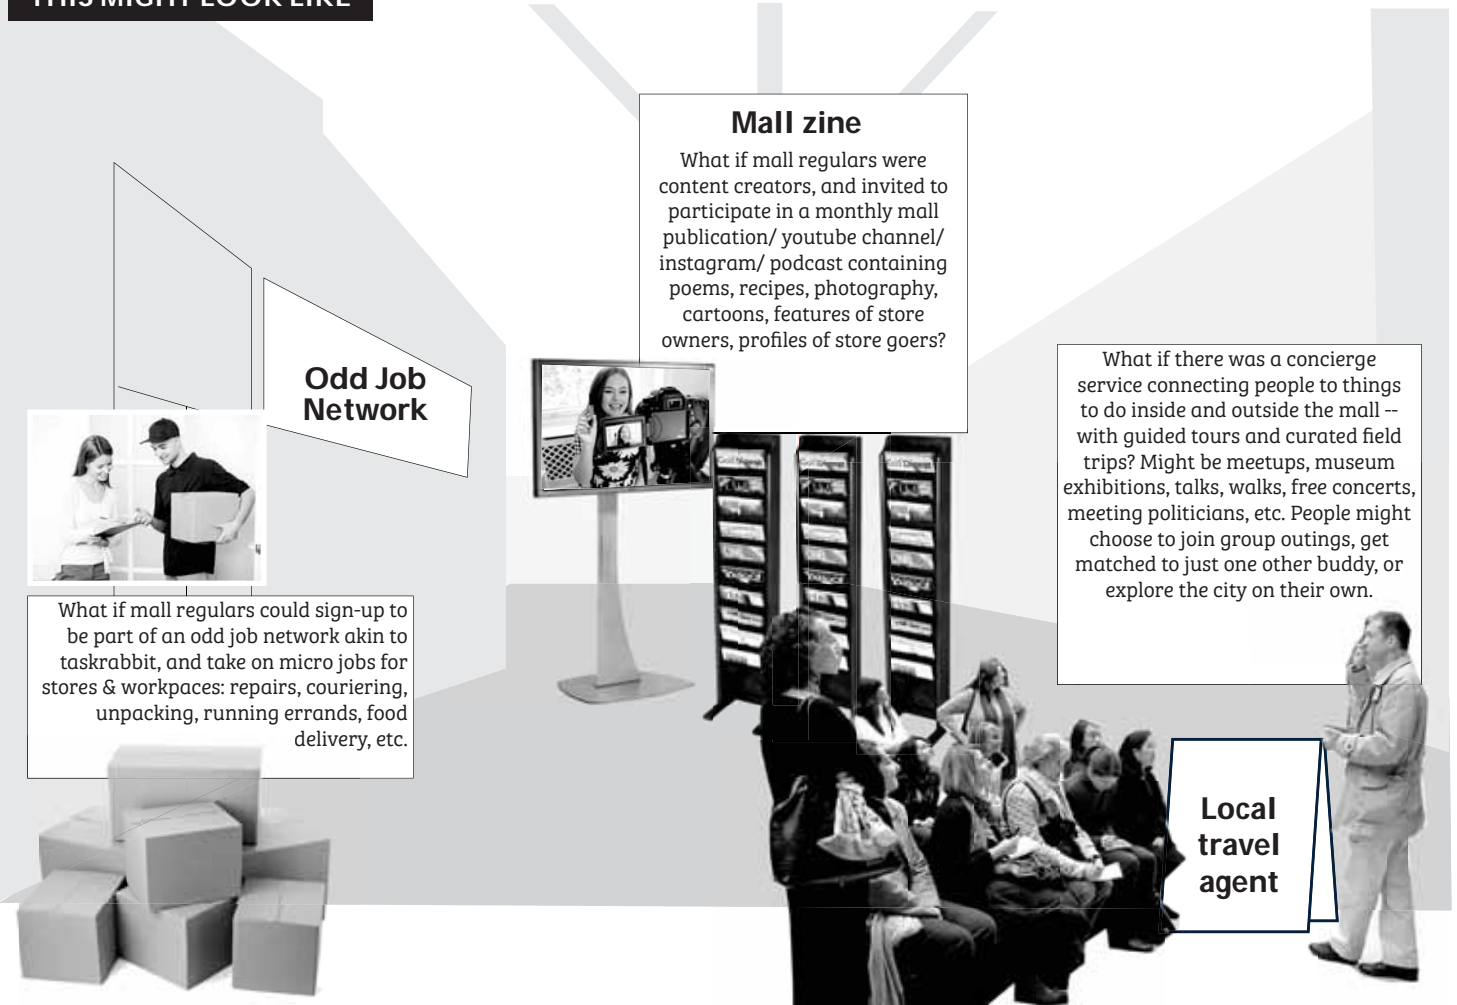 THIS MIGHT LOOK LIKE
Mall zine
What if mall regulars were
content creators, and invited to
participate in a monthly mall
publication/ youtube channel/
instagram/ podcast containing
poems, recipes, photography,
cartoons, features of store
owners, profiles of store goers?
Odd Job
Network
What if mall regulars could sign-up to
be part of an odd job network akin to
taskrabbit, and take on micro jobs for
stores & workpaces: repairs, couriering,
unpacking, running errands, food
delivery, etc.
What if there was a concierge
service connecting people to things
to do inside and outside the mall --
with guided tours and curated field
trips? Might be meetups, museum
exhibitions, talks, walks, free concerts,
meeting politicians, etc. People might
choose to join group outings, get
matched to just one other buddy, or
explore the city on their own.
Local
travel
agent